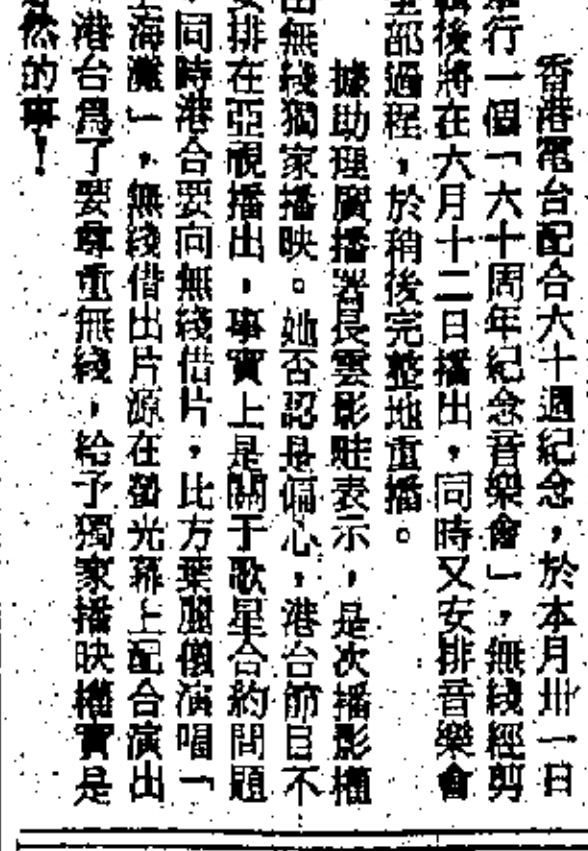 香港電台配合六十週紀念，於本月卅一日
舉行一個「六十周年紀念音樂會」，無綫經剪
輯後將在六月十二日播出，同時又安排音樂會
全部過程，於稍後完整地重播。
據助理廣播署長雲影畦表示，是次播影權
由無綫獨家播映。她否認是偏心，港台節目不
安排在亞視播出，事實上是關于歌星合約問題
，同時港台要向無綫借片，比方葉麗儀演唱「
上海灘」，無綫借出片源在螢光幕上配合演出
，港台爲了要尊重無綫，給予獨家播映權實是
然的事！